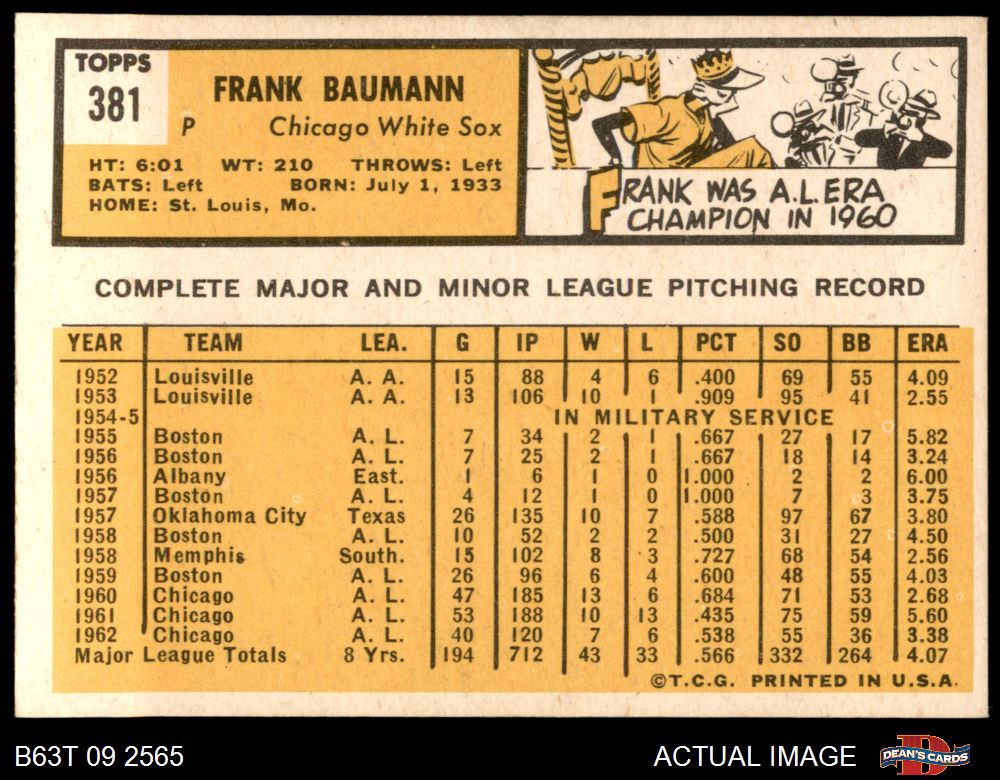 TOPPS
381
FRANK BAUMANN
P Chicago White Sox
HT: 6:01 WT: 210 THROWS: Left
BATS: Left BORN: July 1, 1933
HOME: St. Louis, Mo.
FRANK WAS A.L. ERA
CHAMPION IN 1960
COMPLETE MAJOR AND MINOR LEAGUE PITCHING RECORD
YEAR TEAM LEA. G IP W L PCT SO BB ERA
1952 Louisville A. A. 15 88 4 6 .400 69 55 4.09
1953 Louisville A. A. 13 106 10 1 .909 95 41 2.55
1954-5 IN MILITARY SERVICE
1955 Boston A. L. 7 34 2 1 .667 27 17 5.82
1956 Boston A. L. 7 25 2 1 .667 18 14 3.24
1956 Albany East. 1 6 1 0 1.000 2 2 6.00
1957 Boston A. L. 4 12 1 0 1.000 7 3 3.75
1957 Oklahoma City Texas 26 135 10 7 .588 97 67 3.80
1958 Boston A. L. 10 52 2 2 .500 31 27 4.50
1958 Memphis South. 15 102 8 3 .727 68 54 2.56
1959 Boston A. L. 26 96 6 4 .600 48 55 4.03
1960 Chicago A. L. 47 185 13 6 .684 71 53 2.68
1961 Chicago A. L. 53 188 10 13 .435 75 59 5.60
1962 Chicago A. L. 40 120 7 6 .538 55 36 3.38
Major League Totals 8 Yrs. 194 712 43 33 .566 332 264 4.07
©T.C.G. PRINTED IN U.S.A.
B63T 09 2565 ACTUAL IMAGE DEAN'S CARDS